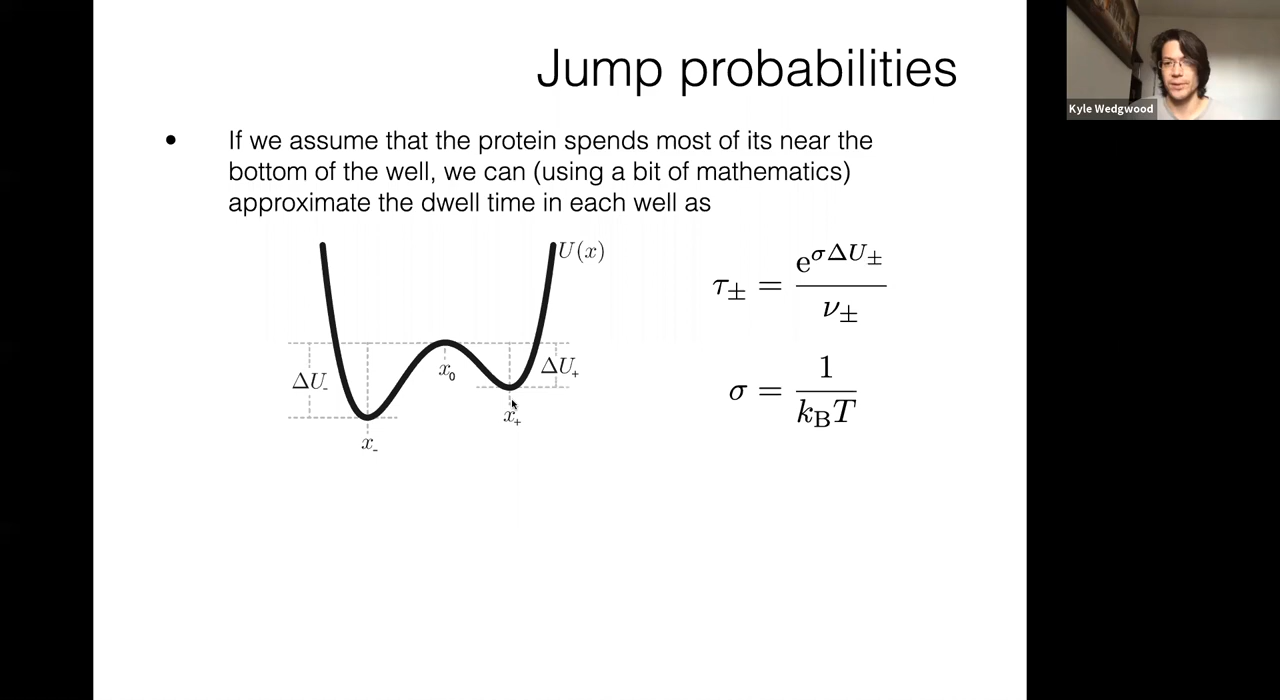 Jump probabilities
Kyle Wedgwood
• If we assume that the protein spends most of its near the
bottom of the well, we can (using a bit of mathematics)
approximate the dwell time in each well as
U(x)
ΔU₋
x₀
ΔU₊
x₊
x₋
τ± = e^{σΔU±} / ν±
σ = 1 / k_B T